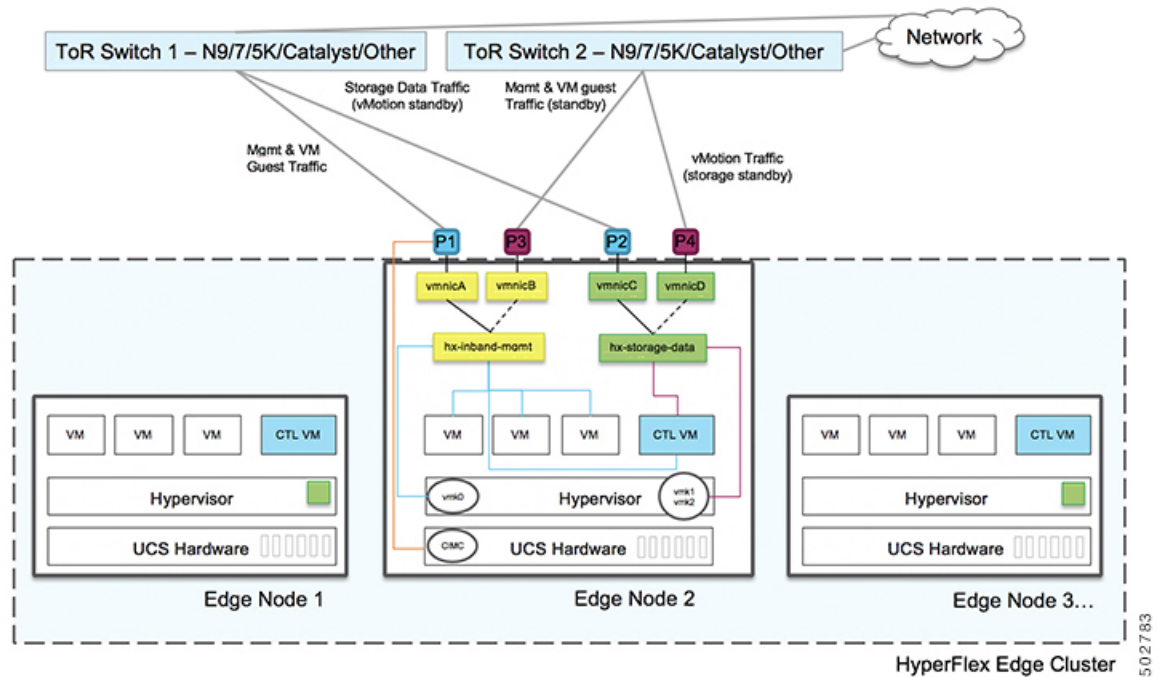 ToR Switch 1 – N9/7/5K/Catalyst/Other
ToR Switch 2 – N9/7/5K/Catalyst/Other
Network
Storage Data Traffic
(vMotion standby)
Mgmt & VM guest
Traffic (standby)
Mgmt & VM
Guest Traffic
vMotion Traffic
(storage standby)
P1
P3
P2
P4
vmnicA
vmnicB
vmnicC
vmnicD
hx-inband-mgmt
hx-storage-data
VM
VM
VM
CTL VM
Hypervisor
UCS Hardware
Edge Node 1
VM
VM
VM
CTL VM
vmk0
Hypervisor
vmk1
vmk2
CIMC
UCS Hardware
Edge Node 2
VM
VM
VM
CTL VM
Hypervisor
UCS Hardware
Edge Node 3...
HyperFlex Edge Cluster
502783